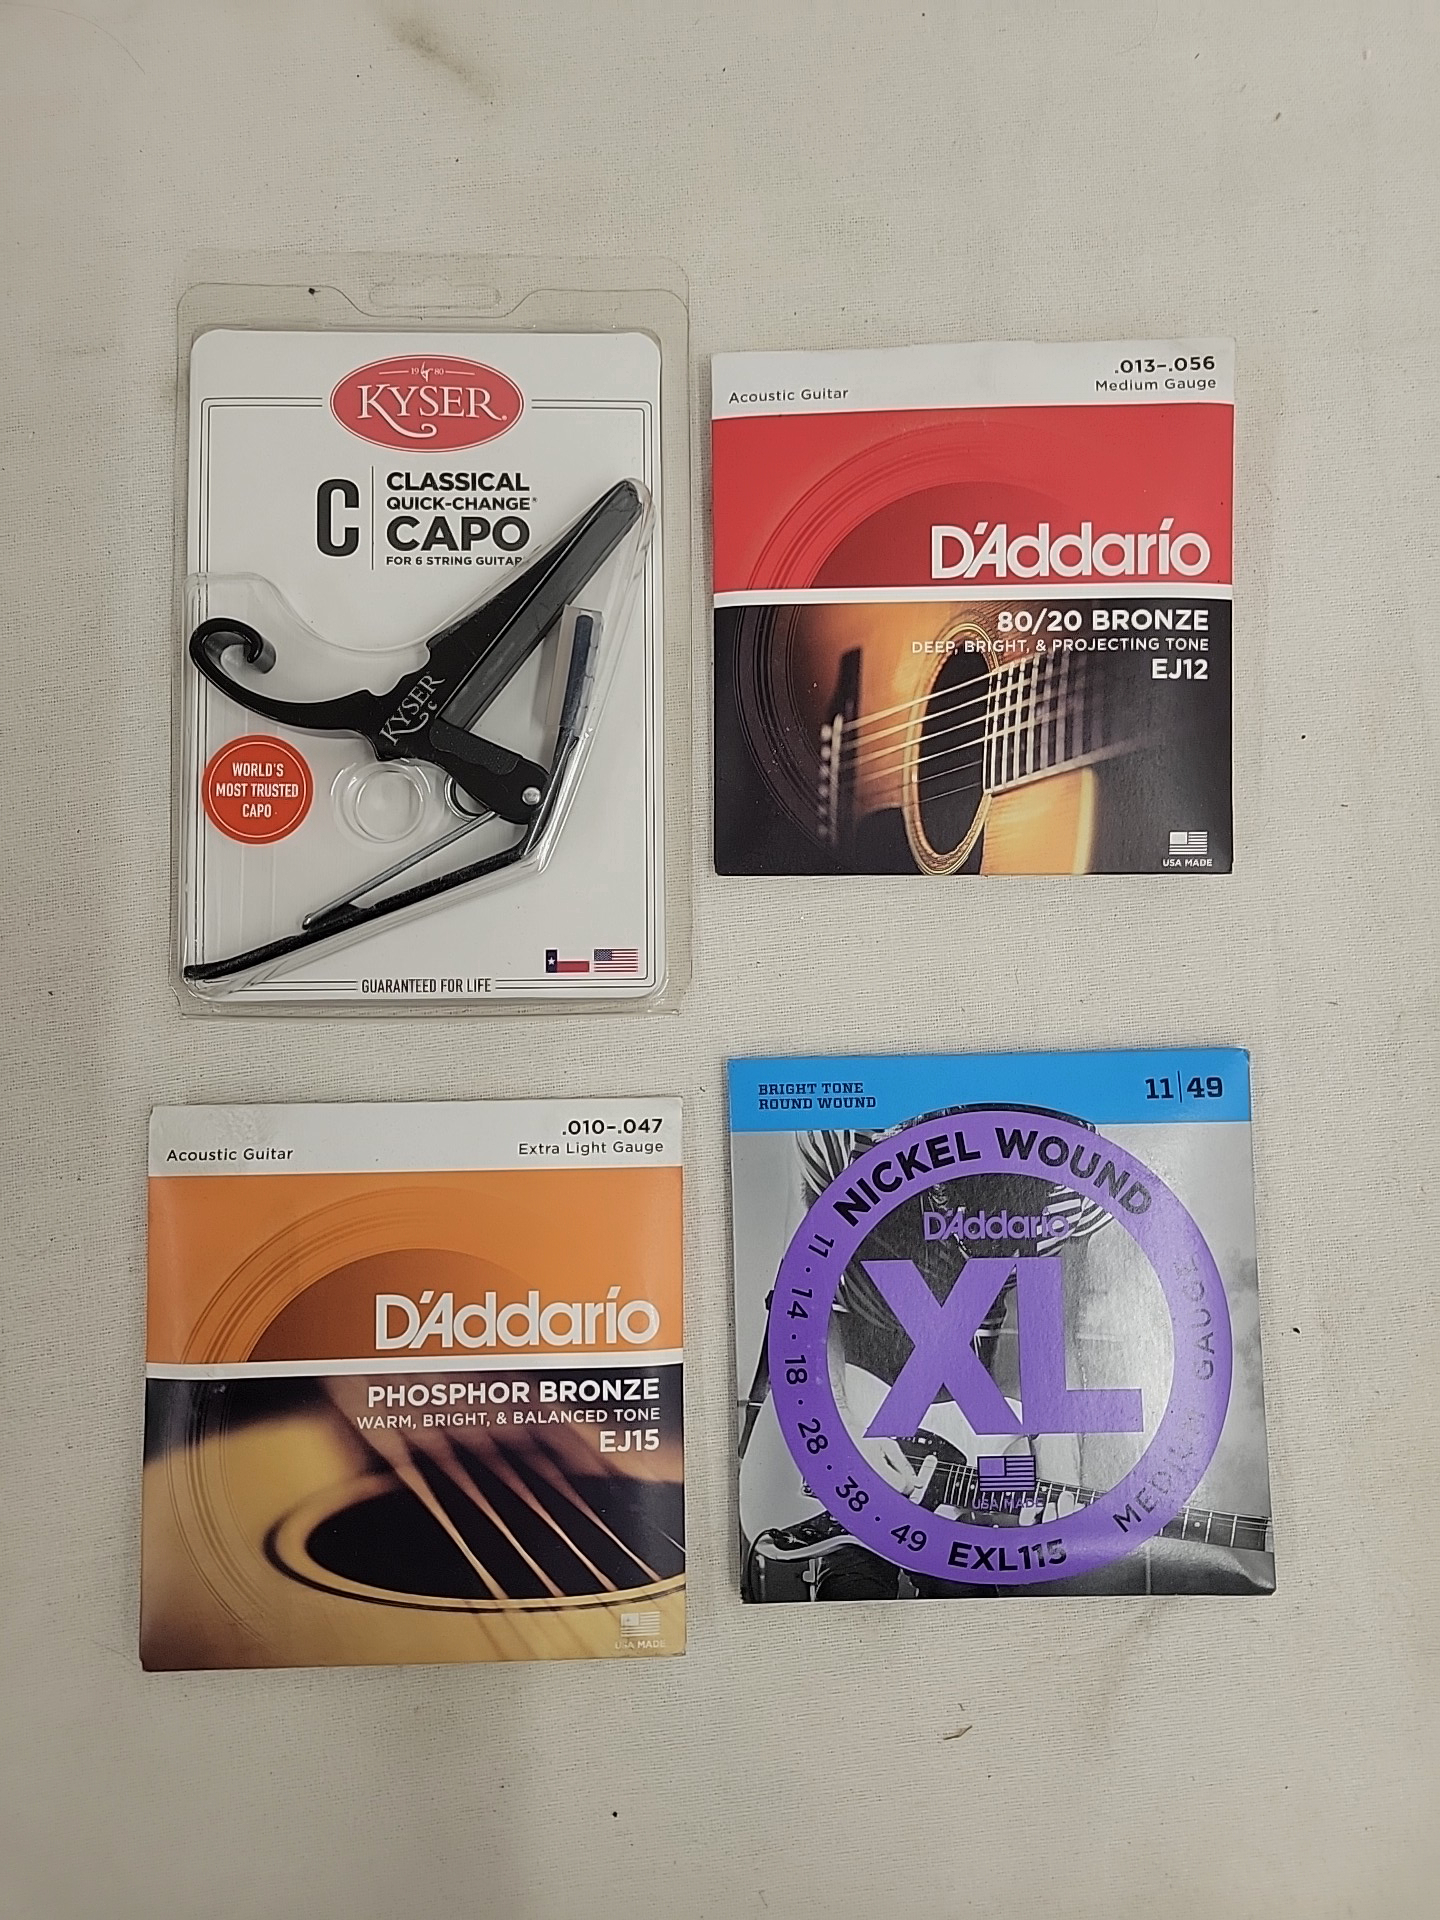 19 80
KYSER®
C
CLASSICAL
QUICK-CHANGE®
CAPO
FOR 6 STRING GUITAR
KYSER
C
WORLD'S
MOST TRUSTED
CAPO
GUARANTEED FOR LIFE
.013–.056
Acoustic Guitar
Medium Gauge
D'Addario
80/20 BRONZE
DEEP, BRIGHT, & PROJECTING TONE
EJ12
USA MADE
.010–.047
Acoustic Guitar
Extra Light Gauge
D'Addario
PHOSPHOR BRONZE
WARM, BRIGHT, & BALANCED TONE
EJ15
USA MADE
BRIGHT TONE
ROUND WOUND
11|49
NICKEL WOUND
D'Addario
XL
USA MADE
11 · 14 · 18 · 28 · 38 · 49
EXL115
MEDIUM GAUGE